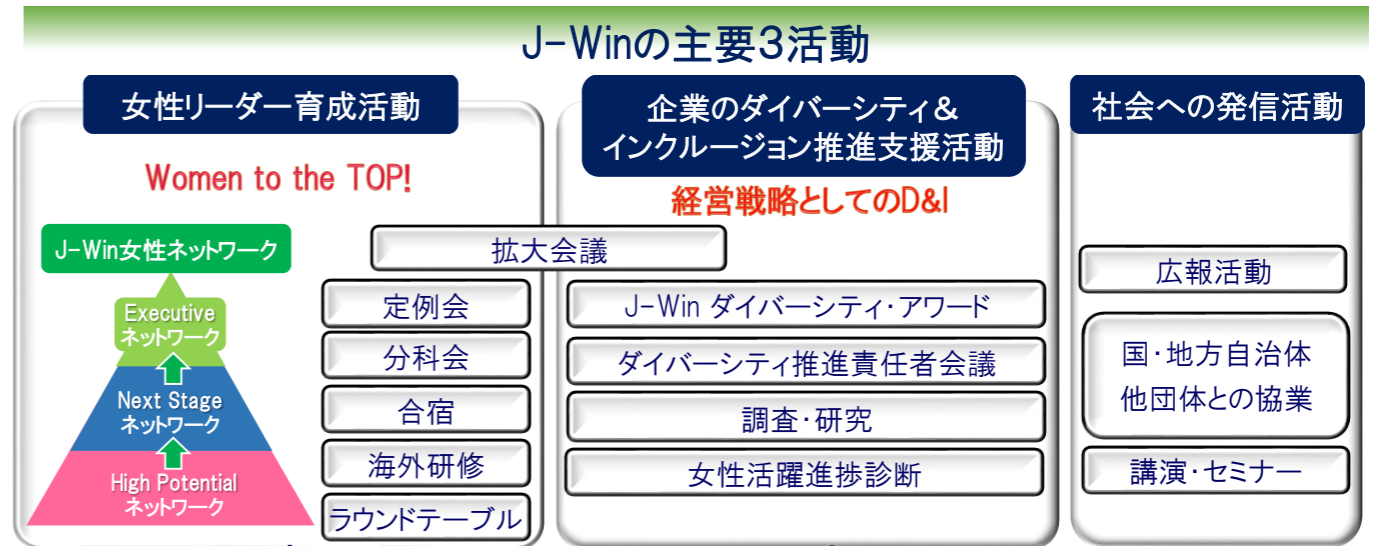 J-Winの主要3活動
女性リーダー育成活動
Women to the TOP!
J-Win女性ネットワーク
Executive
ネットワーク
Next Stage
ネットワーク
High Potential
ネットワーク
拡大会議
定例会
分科会
合宿
海外研修
ラウンドテーブル
企業のダイバーシティ&
インクルージョン推進支援活動
経営戦略としてのD&I
J-Win ダイバーシティ・アワード
ダイバーシティ推進責任者会議
調査・研究
女性活躍進捗診断
社会への発信活動
広報活動
国・地方自治体
他団体との協業
講演・セミナー